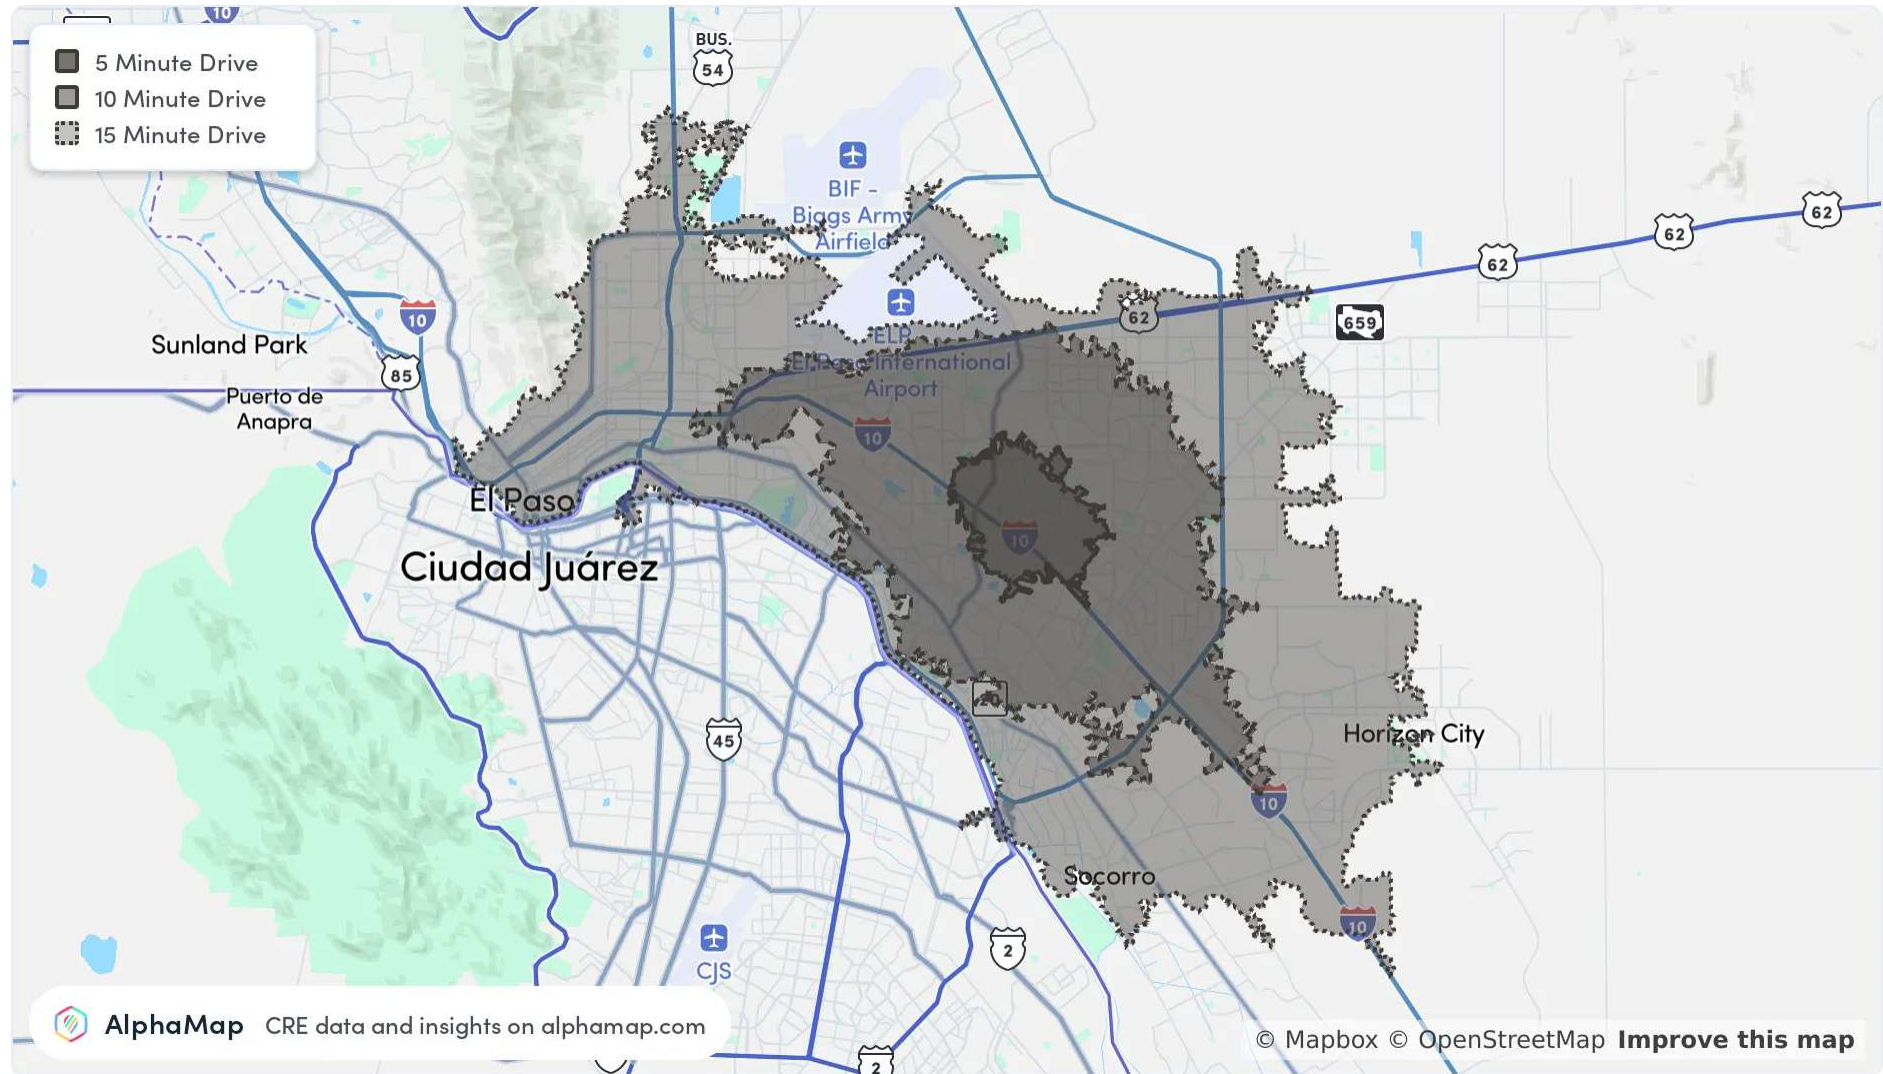 10
5 Minute Drive
10 Minute Drive
15 Minute Drive
BUS.
54
BIF -
Biggs Army
Airfield
62
62
62
62
659
10
Sunland Park
85
ELP
El Paso International
Airport
Puerto de
Anapra
10
El Paso
10
Ciudad Juárez
45
Horizon City
10
Socorro
10
2
CJS
AlphaMap
CRE data and insights on alphamap.com
2
© Mapbox © OpenStreetMap Improve this map